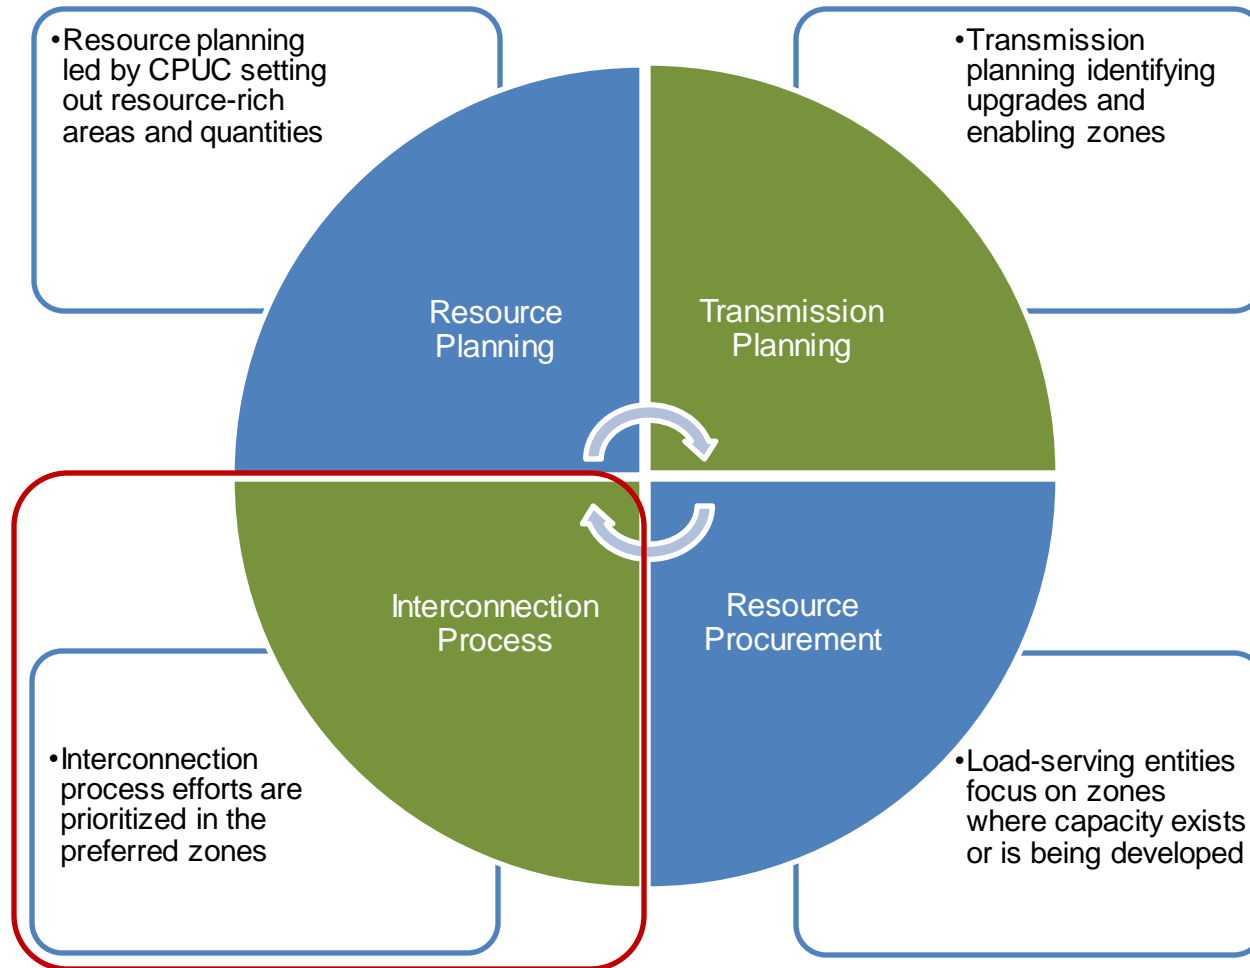 •Resource planning
led by CPUC setting
out resource-rich
areas and quantities
•Transmission
planning identifying
upgrades and
enabling zones
Resource
Planning
Transmission
Planning
Interconnection
Process
Resource
Procurement
•Interconnection
process efforts are
prioritized in the
preferred zones
•Load-serving entities
focus on zones
where capacity exists
or is being developed